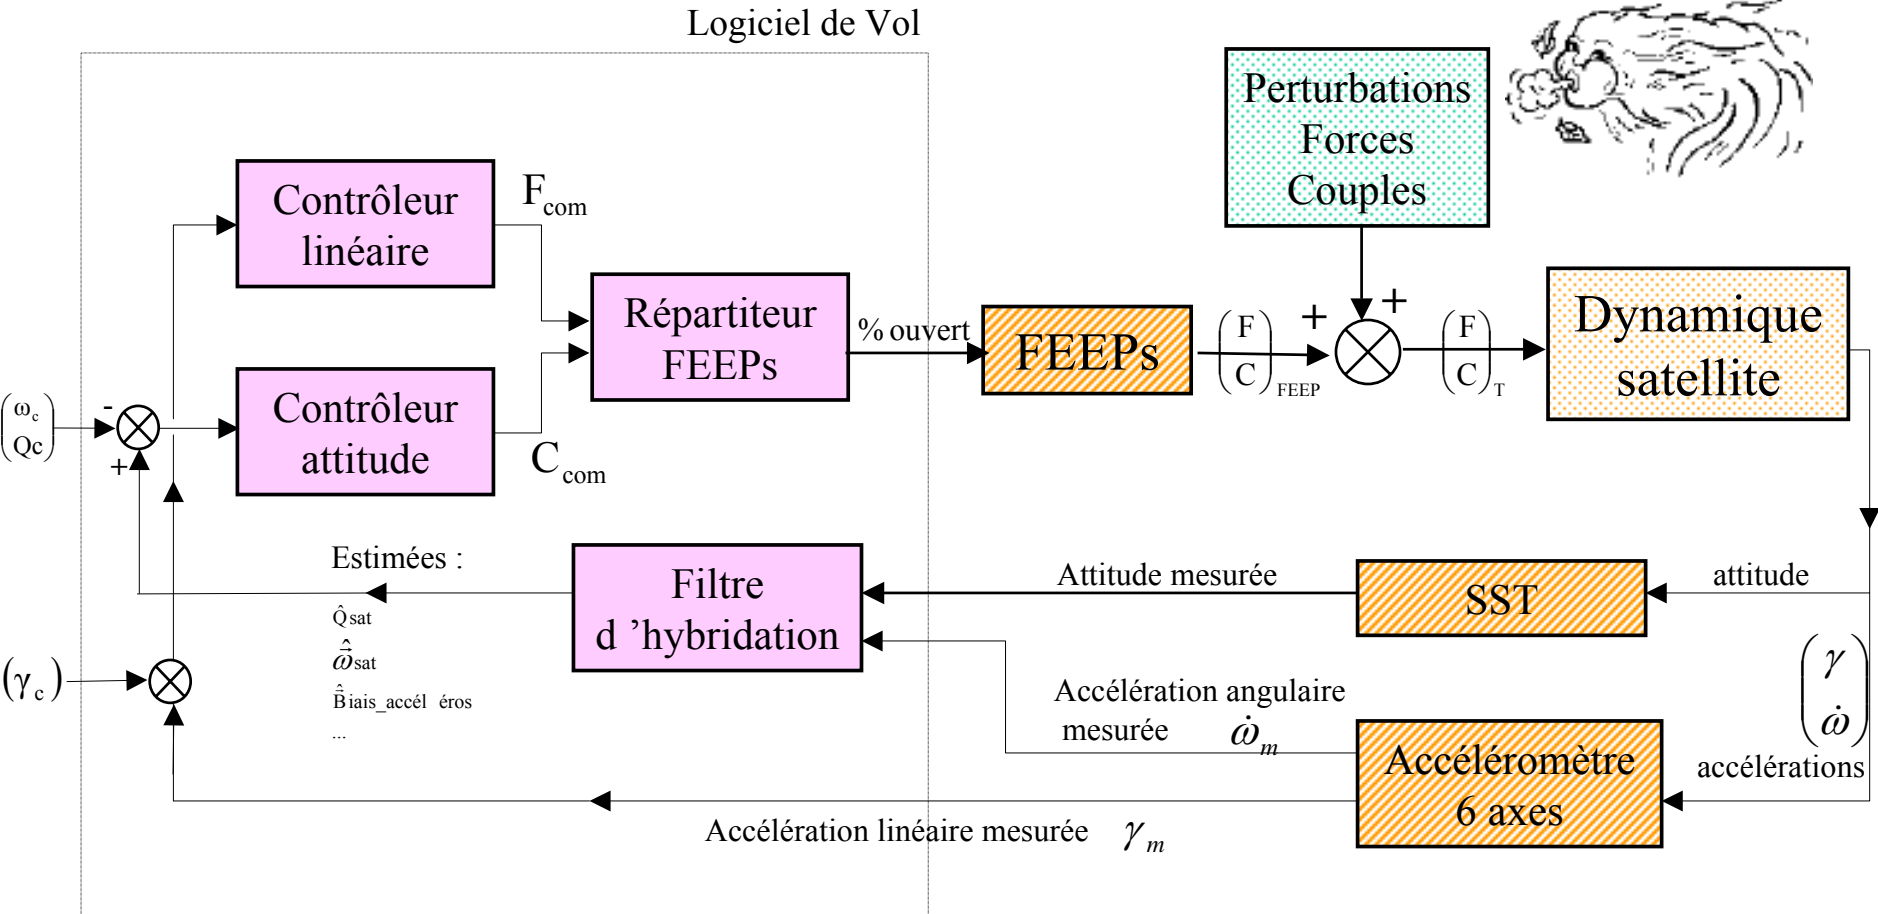 Logiciel de Vol
Perturbations
Forces
Couples
Contrôleur
linéaire
F com
Répartiteur
FEEPs
% ouvert
FEEPs
(F C) FEEP
+
+
(F C) T
Dynamique
satellite
(ω c Qc)
-
+
Contrôleur
attitude
C com
Estimées :
Q̂ sat
ω̂ sat
B̂ iais_accél éros
...
Filtre
d ’hybridation
Attitude mesurée
SST
attitude
(γ c)
Accélération angulaire
mesurée ω̇ m
Accéléromètre
6 axes
(γ ω̇)
accélérations
Accélération linéaire mesurée γ m